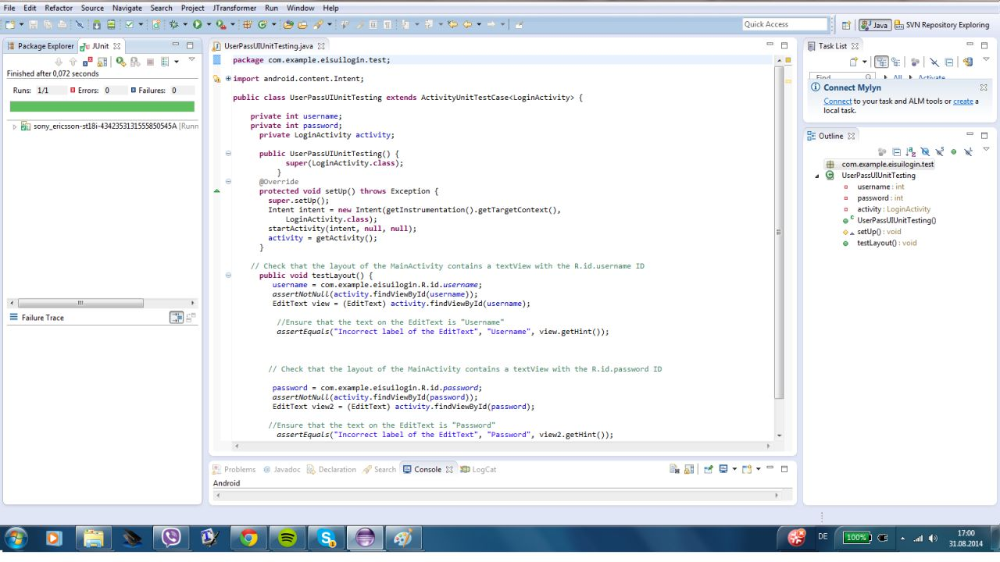 File Edit Refactor Source Navigate Search Project JTransformer Run Window Help
Quick Access
Java SVN Repository Exploring
Package Explorer JUnit
Finished after 0,072 seconds
Runs: 1/1 Errors: 0 Failures: 0
sony_ericsson-st18i-4342353131555850545A [Runn
Failure Trace
UserPassUIUnitTesting.java
package com.example.eisuilogin.test;
import android.content.Intent;
public class UserPassUIUnitTesting extends ActivityUnitTestCase<LoginActivity> {
private int username;
private int password;
private LoginActivity activity;
public UserPassUIUnitTesting() {
super(LoginActivity.class);
}
@Override
protected void setUp() throws Exception {
super.setUp();
Intent intent = new Intent(getInstrumentation().getTargetContext(),
LoginActivity.class);
startActivity(intent, null, null);
activity = getActivity();
}
// Check that the layout of the MainActivity contains a textView with the R.id.username ID
public void testLayout() {
username = com.example.eisuilogin.R.id.username;
assertNotNull(activity.findViewById(username));
EditText view = (EditText) activity.findViewById(username);
//Ensure that the text on the EditText is "Username"
assertEquals("Incorrect label of the EditText", "Username", view.getHint());
// Check that the layout of the MainActivity contains a textView with the R.id.password ID
password = com.example.eisuilogin.R.id.password;
assertNotNull(activity.findViewById(password));
EditText view2 = (EditText) activity.findViewById(password);
//Ensure that the text on the EditText is "Password"
assertEquals("Incorrect label of the EditText", "Password", view2.getHint());
Problems @ Javadoc Declaration Search Console LogCat
Android
Task List
Find All Activate
Connect Mylyn
Connect to your task and ALM tools or create a
local task.
Outline
com.example.eisuilogin.test
UserPassUIUnitTesting
username : int
password : int
activity : LoginActivity
UserPassUIUnitTesting()
setUp() : void
testLayout() : void
DE 100% 17:00
31.08.2014